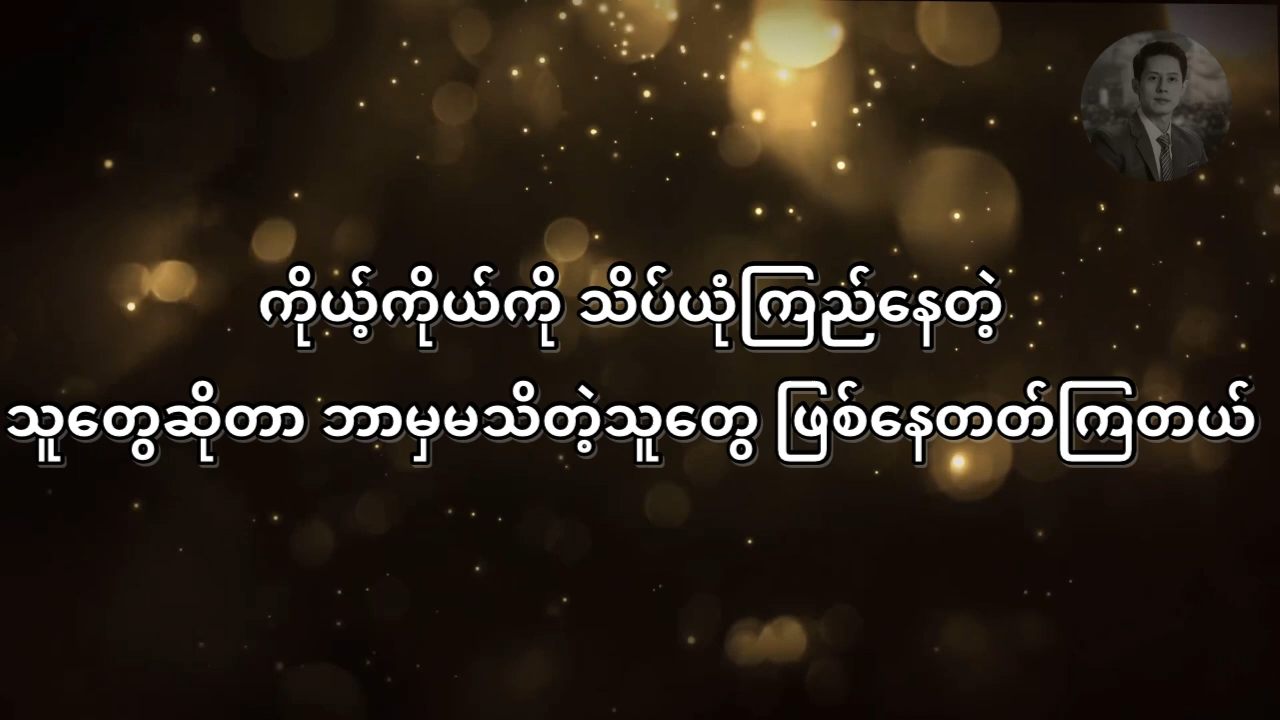 ကိုယ့်ကိုယ်ကို သိပ်ယုံကြည်နေတဲ့
သူတွေဆိုတာ ဘာမှမသိတဲ့သူတွေ ဖြစ်နေတတ်ကြတယ်